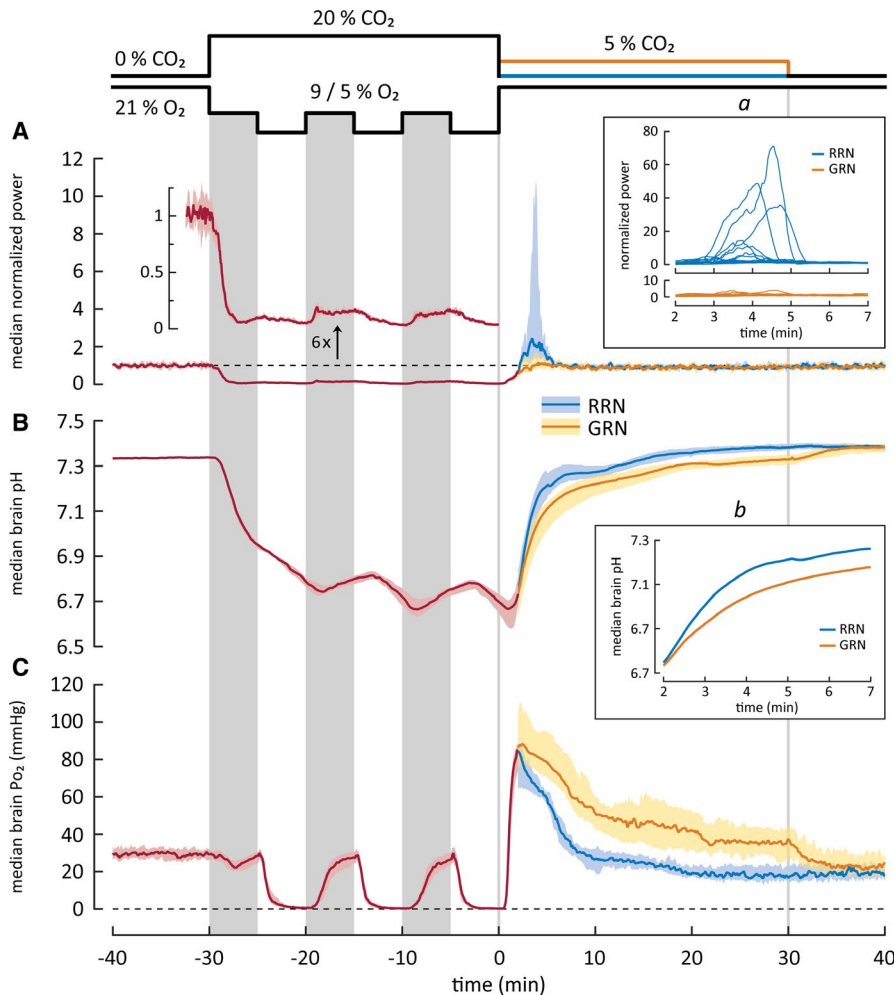 20 % CO₂
0 % CO₂
5 % CO₂
21 % O₂
9 / 5 % O₂
A
median normalized power
12
10
8
6
4
2
0
1
0.5
0
6x
a
normalized power
80
60
40
20
0
10
0
RRN
GRN
2 3 4 5 6 7
time (min)
RRN
GRN
B
median brain pH
7.5
7.3
7.1
6.9
6.7
6.5
b
median brain pH
7.3
7.1
6.7
6.7
RRN
GRN
2 3 4 5 6 7
time (min)
C
median brain Po₂ (mmHg)
120
100
80
60
40
20
0
-40 -30 -20 -10 0 10 20 30 40
time (min)